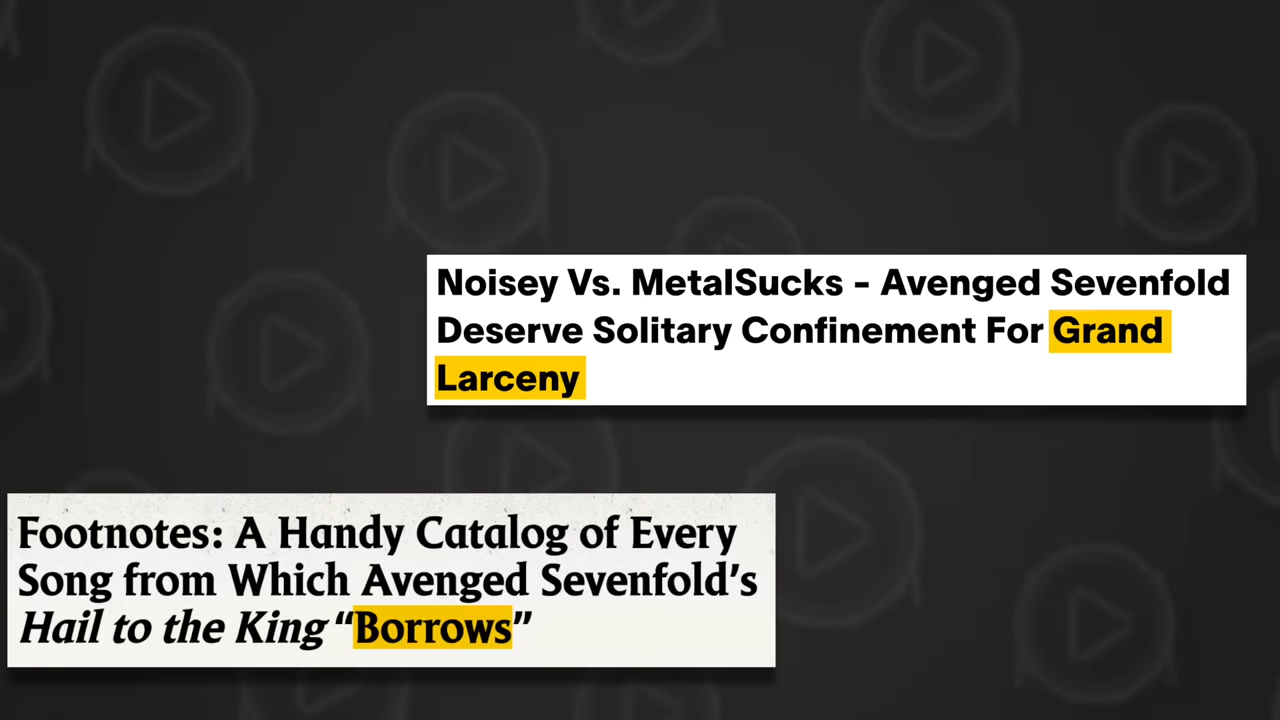 Noisey Vs. MetalSucks - Avenged Sevenfold
Deserve Solitary Confinement For Grand
Larceny
Footnotes: A Handy Catalog of Every
Song from Which Avenged Sevenfold’s
Hail to the King “Borrows”